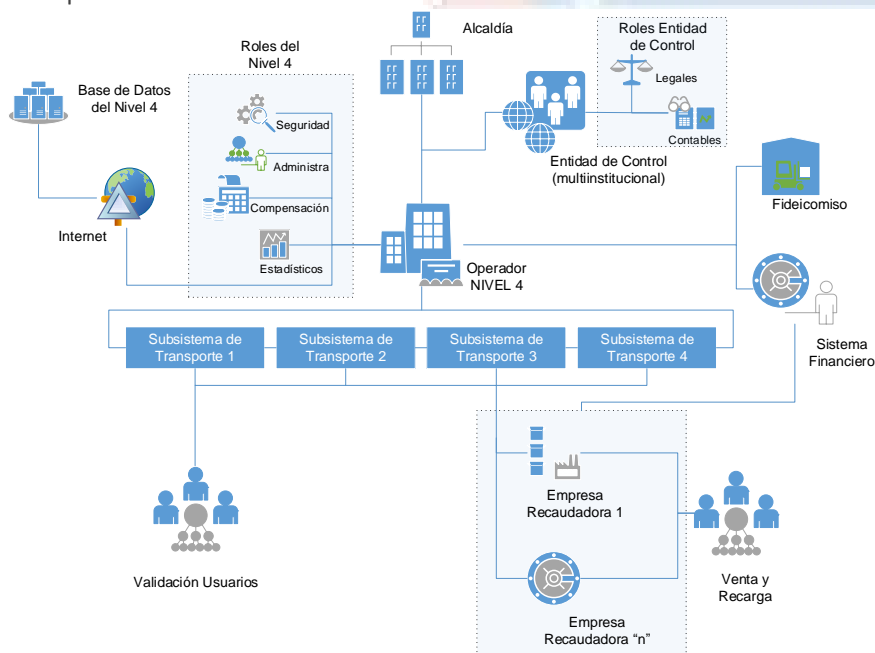 Alcaldía
Roles del
Nivel 4
Roles Entidad
de Control
Legales
Contables
Base de Datos
del Nivel 4
Seguridad
Administra
Compensación
Estadísticos
Entidad de Control
(multiinstitucional)
Fideicomiso
Internet
Operador
NIVEL 4
Subsistema de
Transporte 1
Subsistema de
Transporte 2
Subsistema de
Transporte 3
Subsistema de
Transporte 4
Sistema
Financiero
Empresa
Recaudadora 1
Validación Usuarios
Venta y
Recarga
Empresa
Recaudadora “n”